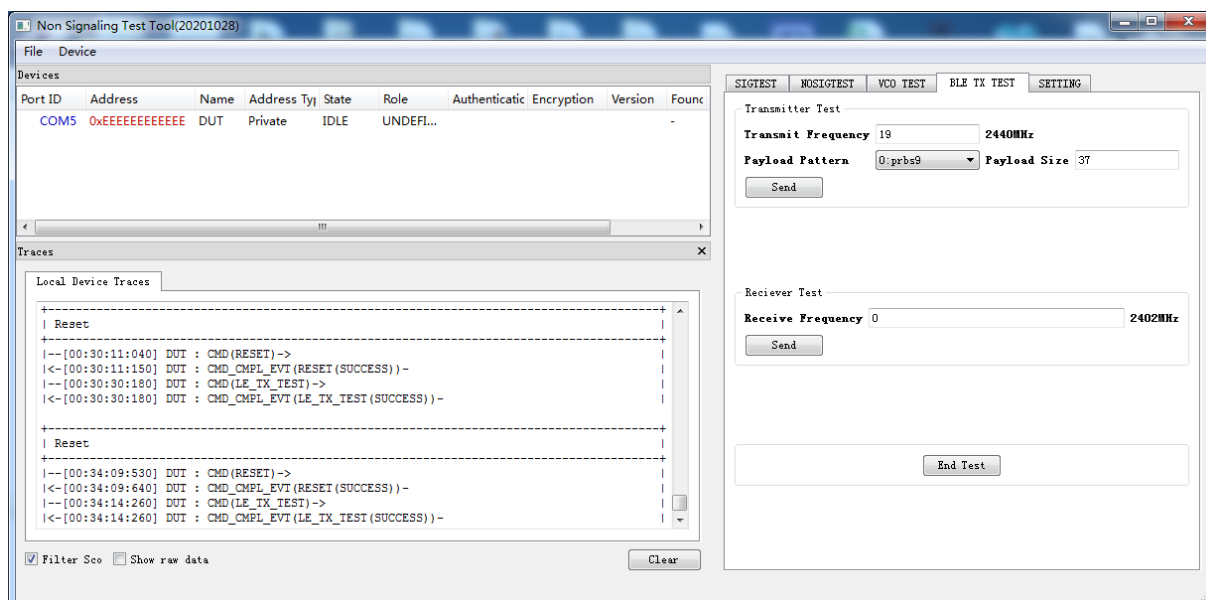 Non Signaling Test Tool(20201028)
File Device
Devices
Port ID Address Name Address Ty State Role Authenticatic Encryption Version Found
COM5 0xEEEEEEEEEEEE DUT Private IDLE UNDEFI... -
Traces
Local Device Traces
+------------------------------------------------------------------------------+
| Reset |
+------------------------------------------------------------------------------+
|--[00:30:11:040] DUT : CMD(RESET)-> |
|<-[00:30:11:150] DUT : CMD_CMPL_EVT(RESET(SUCCESS))- |
|--[00:30:30:180] DUT : CMD(LE_TX_TEST)-> |
|<-[00:30:30:180] DUT : CMD_CMPL_EVT(LE_TX_TEST(SUCCESS))- |
+------------------------------------------------------------------------------+
| Reset |
+------------------------------------------------------------------------------+
|--[00:34:09:530] DUT : CMD(RESET)-> |
|<-[00:34:09:640] DUT : CMD_CMPL_EVT(RESET(SUCCESS))- |
|--[00:34:14:260] DUT : CMD(LE_TX_TEST)-> |
|<-[00:34:14:260] DUT : CMD_CMPL_EVT(LE_TX_TEST(SUCCESS))- |
Filter Sco Show raw data Clear
SIGTEST NOSIGTEST VCO TEST BLE TX TEST SETTING
Transmitter Test
Transmit Frequency 19 2440MHz
Payload Pattern 0:prbs9 Payload Size 37
Send
Reciever Test
Receive Frequency 0 2402MHz
Send
End Test